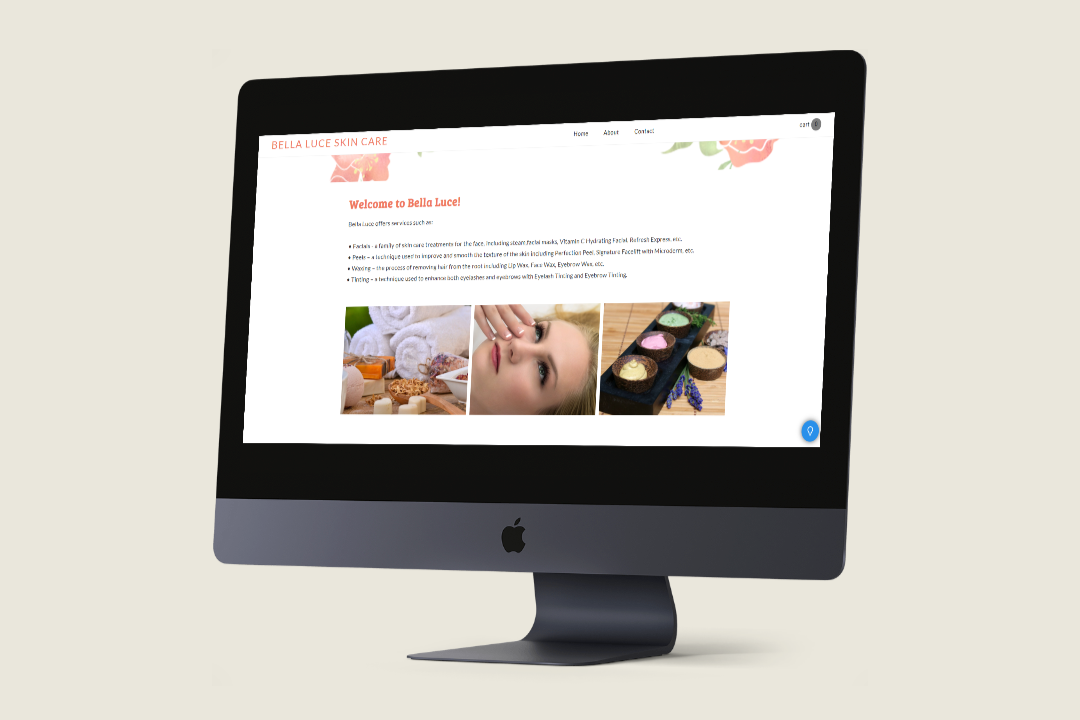 BELLA LUCE SKIN CARE
Home About Contact
cart 0
Welcome to Bella Luce!
Bella Luce offers services such as:
• Facials – a family of skin care treatments for the face, including steam facial masks, Vitamin C Hydrating Facial, Refresh Express, etc.
• Peels – a technique used to improve and smooth the texture of the skin including Perfection Peel, Signature Facelift with Microderm, etc.
• Waxing – the process of removing hair from the root including Lip Wax, Face Wax, Eyebrow Wax, etc.
• Tinting – a technique used to enhance both eyelashes and eyebrows with Eyelash Tinting and Eyebrow Tinting.